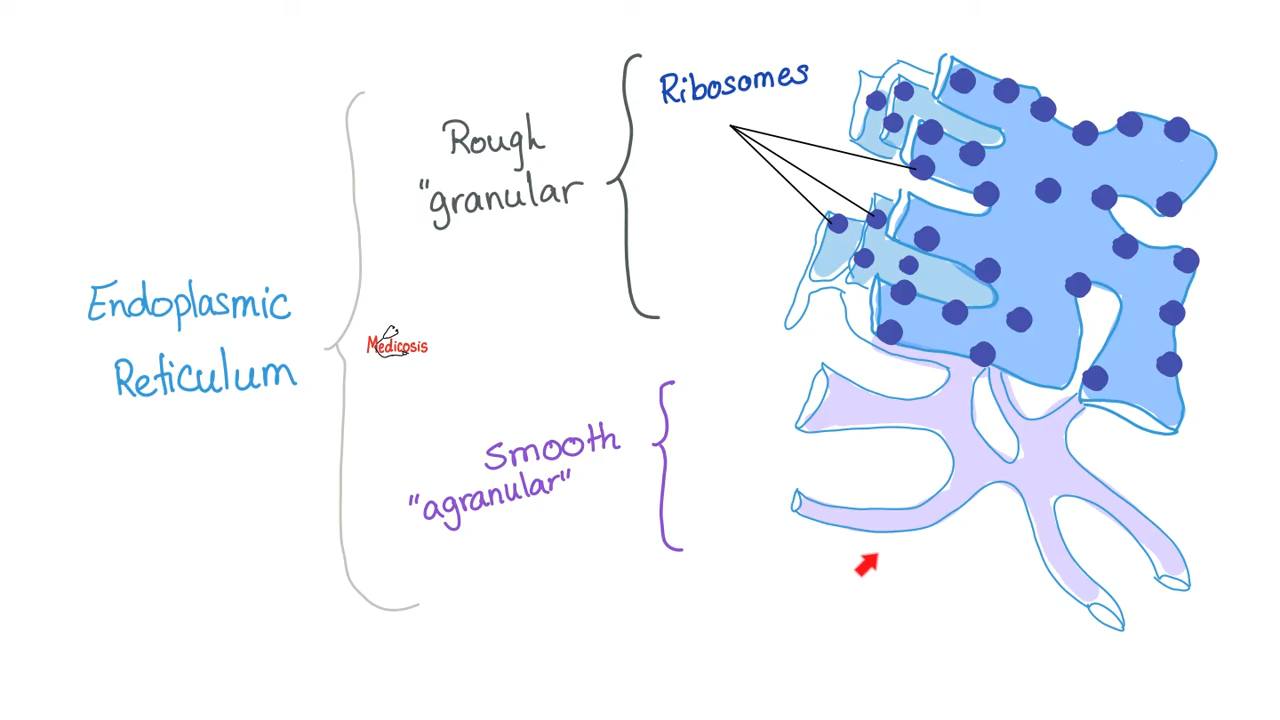 Ribosomes
Rough
"granular
Endoplasmic
Reticulum
Medicosis
Smooth
"agranular"